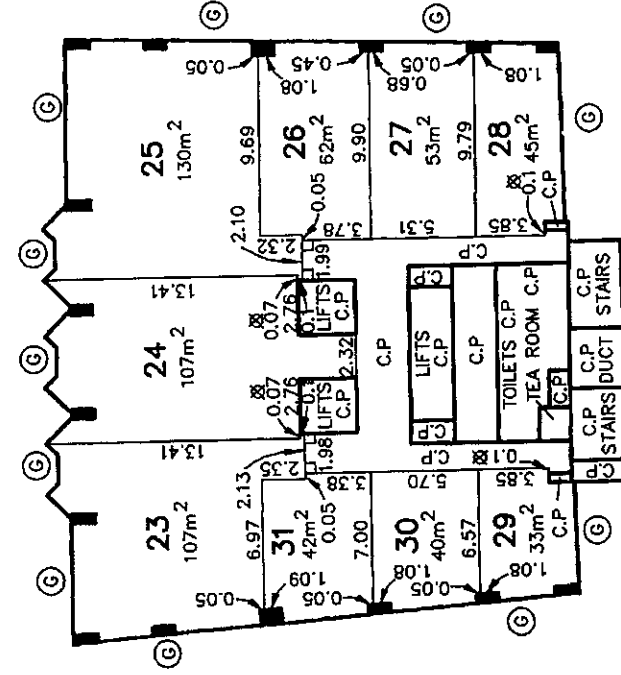 G
G
G
G
G
G
G
23
107m²
24
107m²
25
130m²
13.41
13.41
0.05
0.05
6.97
2.13
2.35
1.98
0.07
2.76
LIFTS
C.P
2.32
0.07
2.76
0.1
LIFTS
C.P
1.99
2.10
2.32
0.05
9.69
1.08
0.45
26
62m²
3.78
9.90
0.68
0.05
27
53m²
5.31
9.79
1.08
28
45m²
3.85
0.1
C.P
G
1.09
31
42m²
0.05
3.38
7.00
0.05
1.08
30
40m²
5.70
6.57
0.05
1.08
29
33m²
3.85
0.1
C.P
G
G
C.P
C.P
C.P
C.P
LIFTS
C.P
C.P
C.P
TOILETS C.P
TEA ROOM C.P
C.P
C.P
C.P
STAIRS
C.P
DUCT
C.P
STAIRS